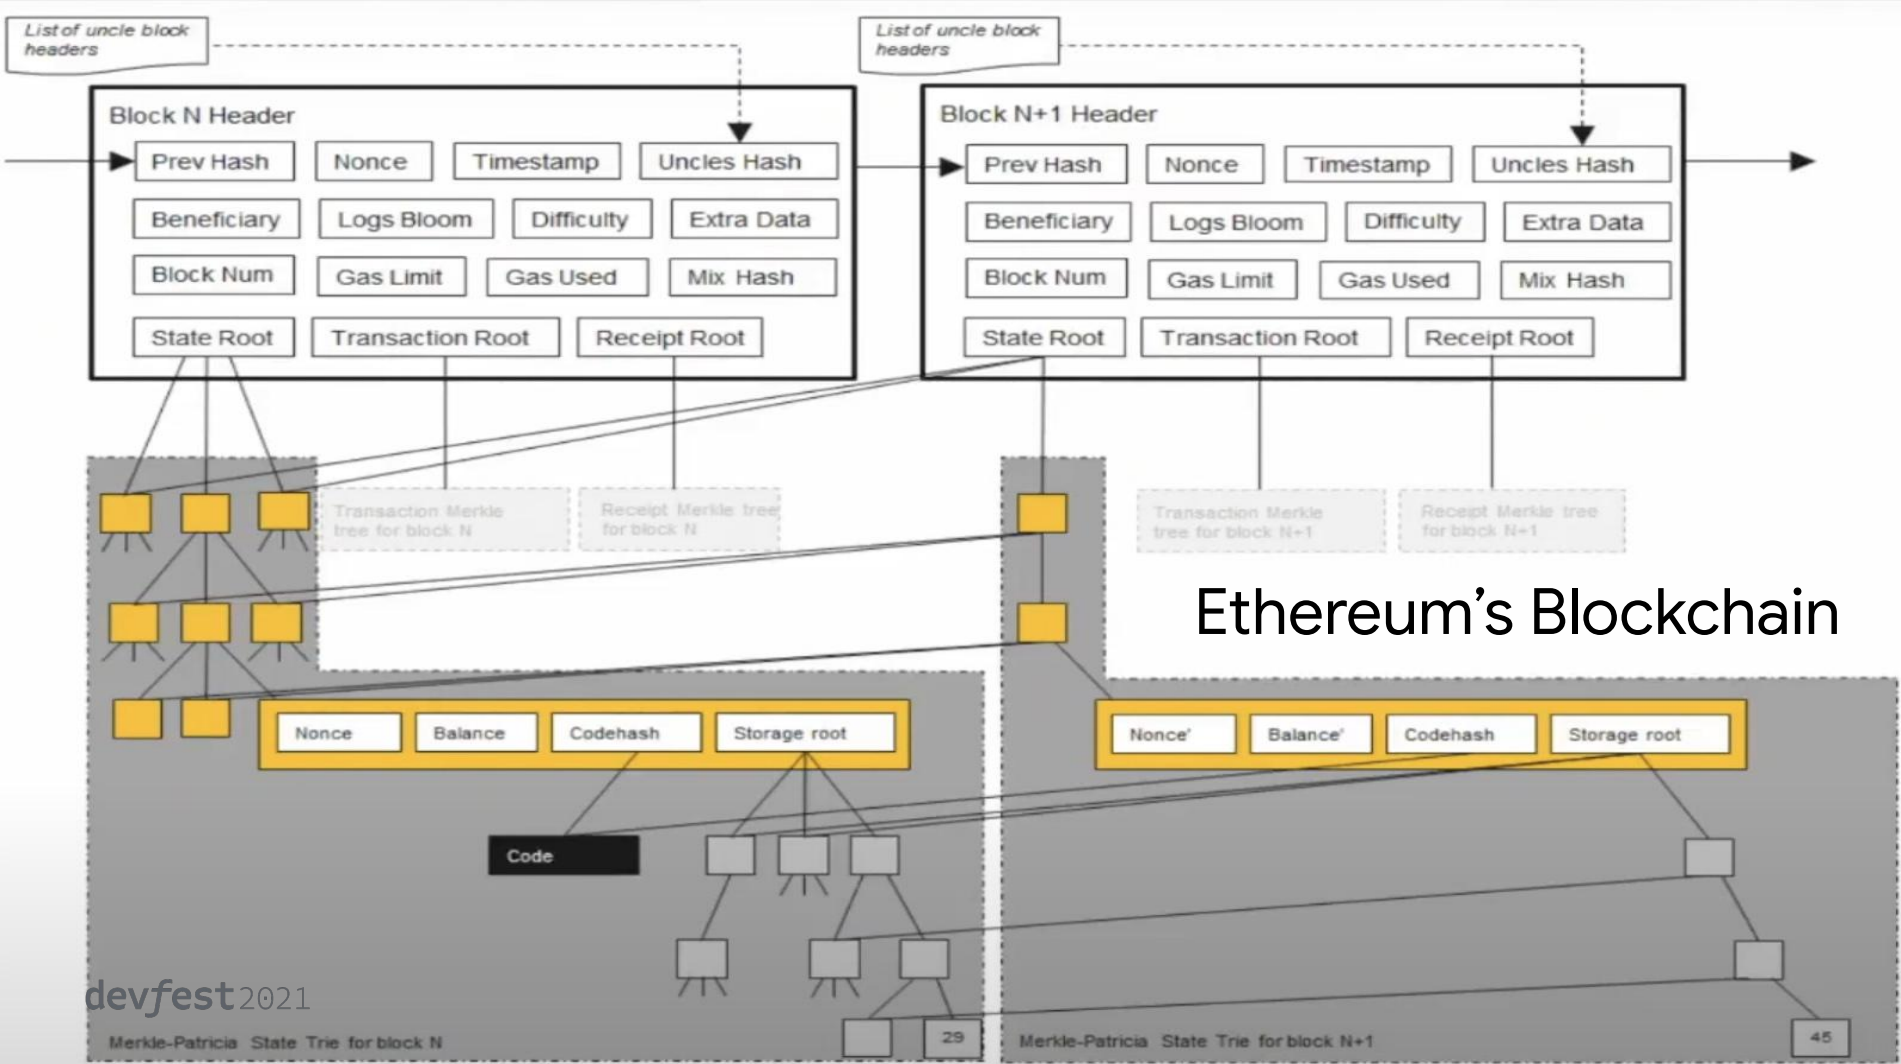 List of uncle block
headers
List of uncle block
headers
Block N Header
Prev Hash
Nonce
Timestamp
Uncles Hash
Beneficiary
Logs Bloom
Difficulty
Extra Data
Block Num
Gas Limit
Gas Used
Mix Hash
State Root
Transaction Root
Receipt Root
Block N+1 Header
Prev Hash
Nonce
Timestamp
Uncles Hash
Beneficiary
Logs Bloom
Difficulty
Extra Data
Block Num
Gas Limit
Gas Used
Mix Hash
State Root
Transaction Root
Receipt Root
Transaction Merkle
tree for block N
Receipt Merkle tree
for block N
Transaction Merkle
tree for block N+1
Receipt Merkle tree
for block N+1
Ethereum’s Blockchain
Nonce
Balance
Codehash
Storage root
Nonce'
Balance'
Codehash
Storage root
Code
devfest 2021
29
45
Merkle-Patricia State Trie for block N
Merkle-Patricia State Trie for block N+1